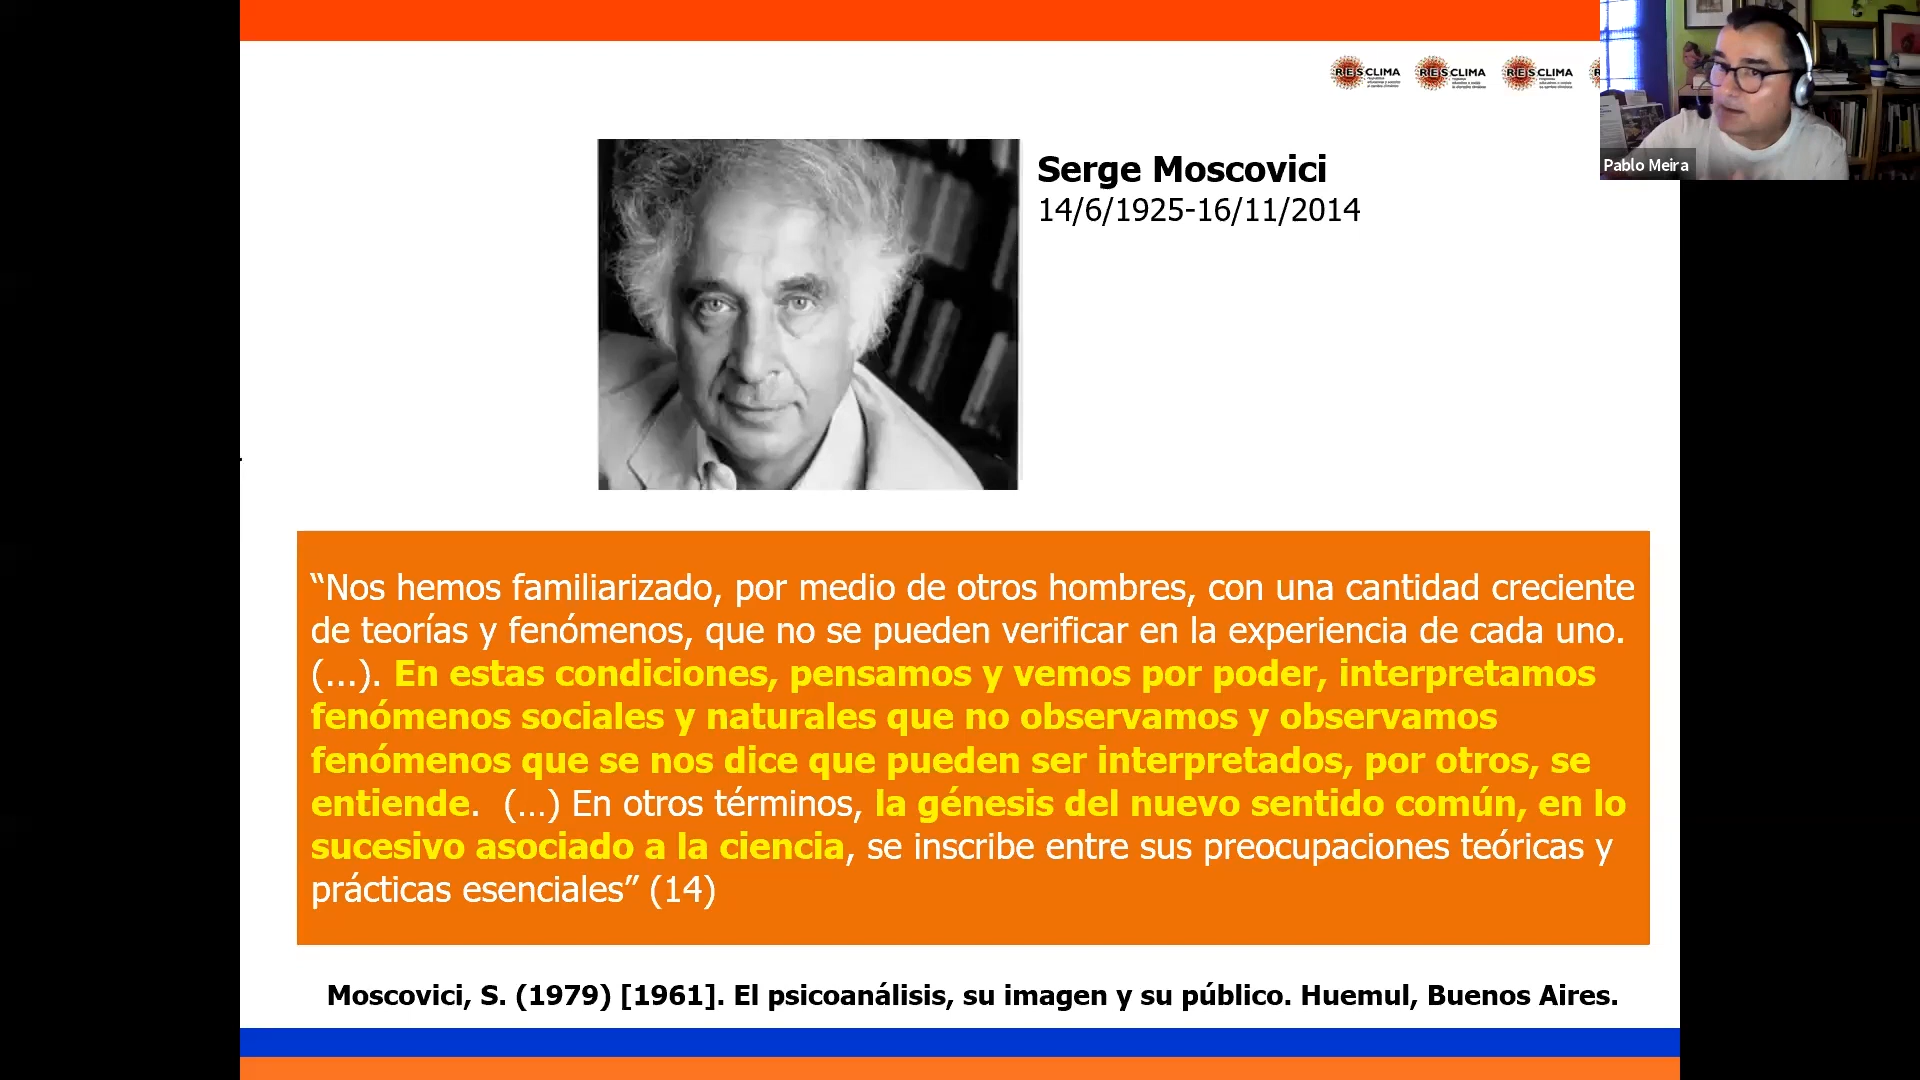 RESCLIMA RESCLIMA RESCLIMA
Pablo Meira
Serge Moscovici
14/6/1925-16/11/2014
“Nos hemos familiarizado, por medio de otros hombres, con una cantidad creciente
de teorías y fenómenos, que no se pueden verificar en la experiencia de cada uno.
(...). En estas condiciones, pensamos y vemos por poder, interpretamos
fenómenos sociales y naturales que no observamos y observamos
fenómenos que se nos dice que pueden ser interpretados, por otros, se
entiende. (...) En otros términos, la génesis del nuevo sentido común, en lo
sucesivo asociado a la ciencia, se inscribe entre sus preocupaciones teóricas y
prácticas esenciales” (14)
Moscovici, S. (1979) [1961]. El psicoanálisis, su imagen y su público. Huemul, Buenos Aires.